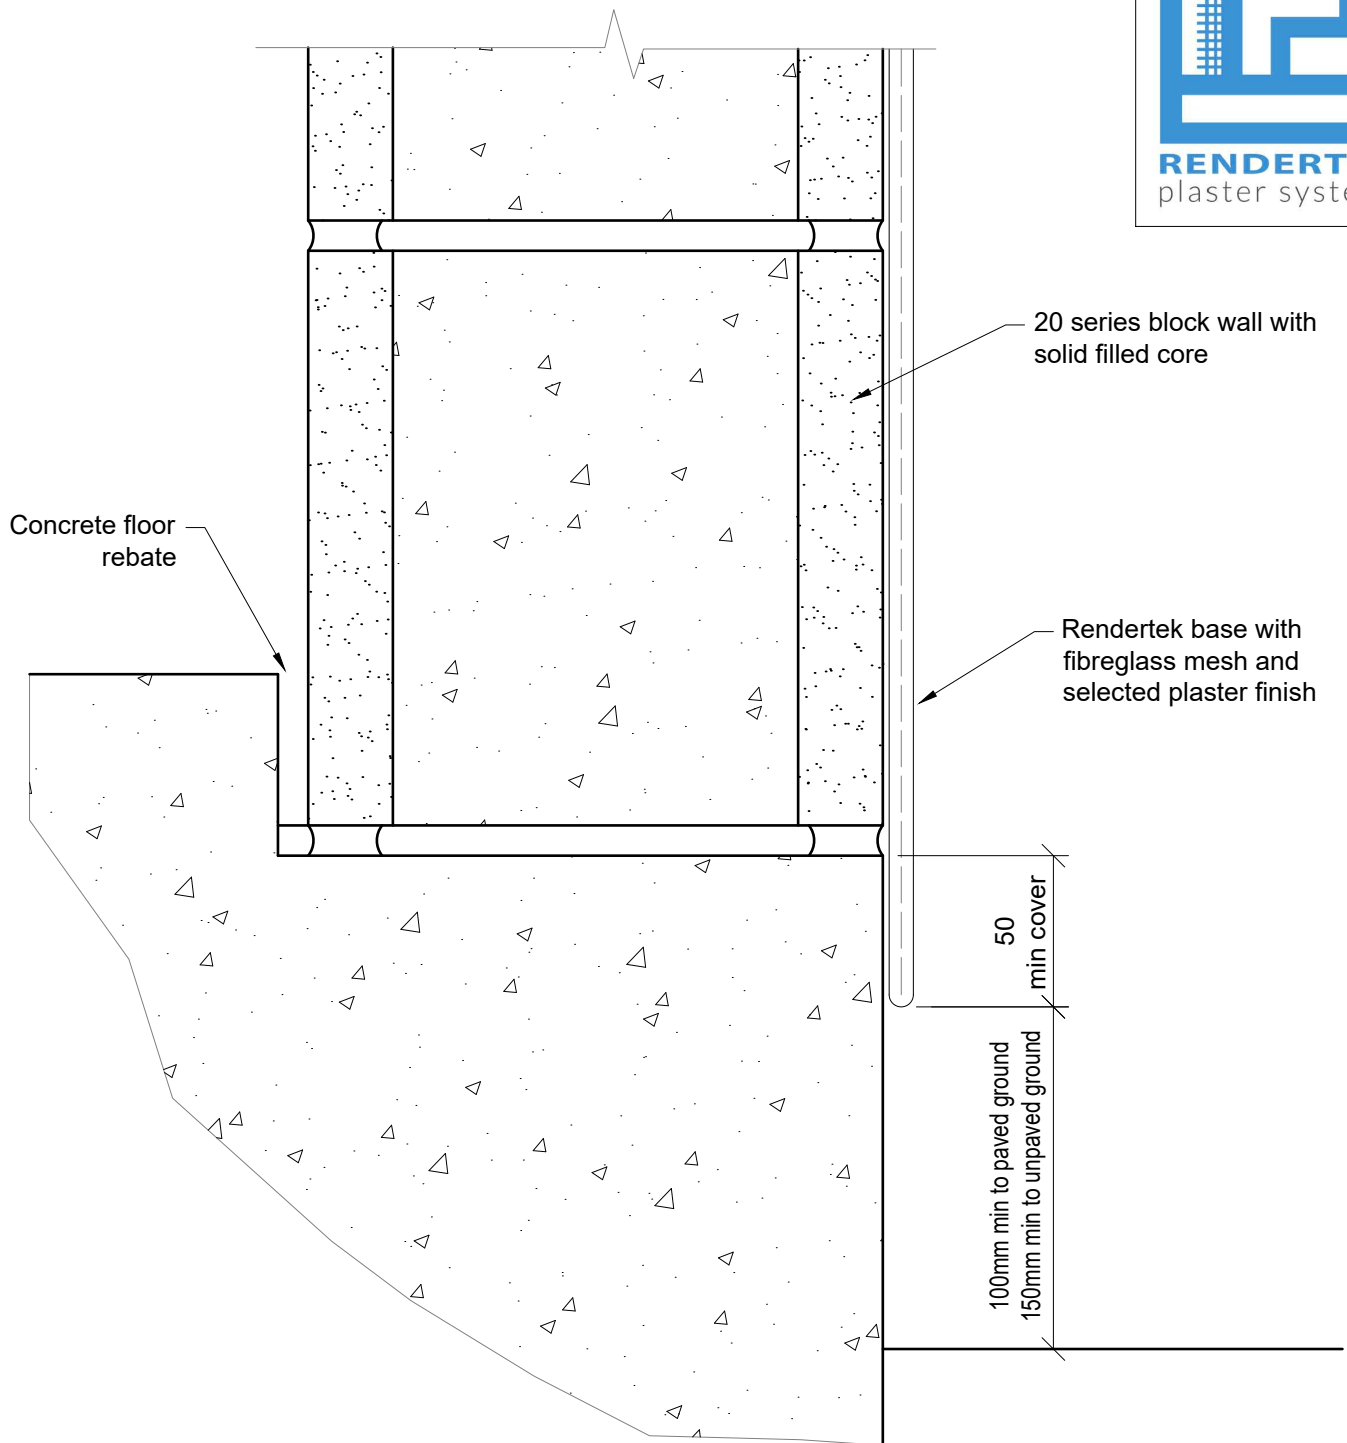 RENDERT
plaster syste
20 series block wall with
solid filled core
Concrete floor
rebate
Rendertek base with
fibreglass mesh and
selected plaster finish
50
min cover
100mm min to paved ground
150mm min to unpaved ground